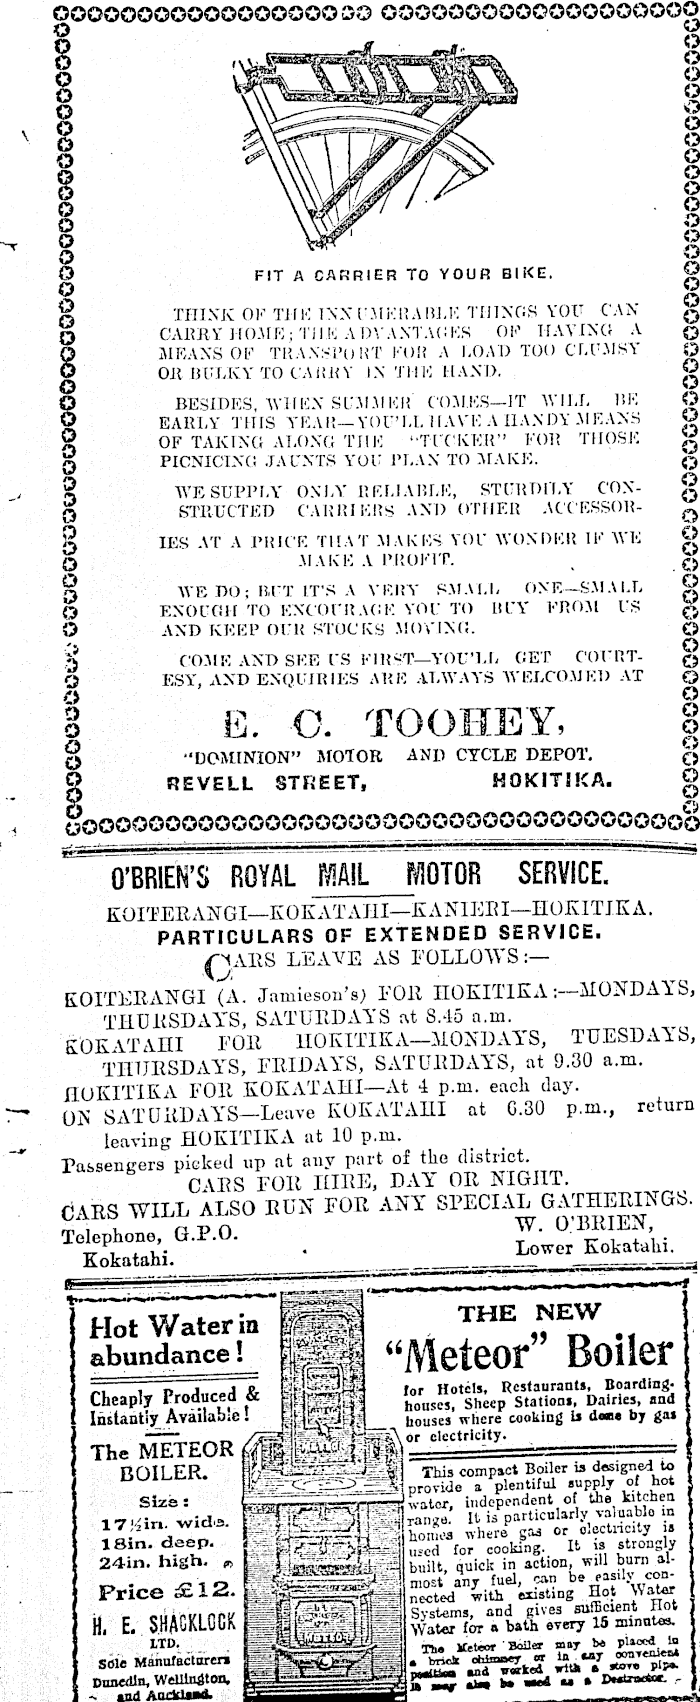 FIT A CARRIER TO YOUR BIKE.
THINK OF THE INNUMERABLE THINGS YOU CAN
CARRY HOME; THE ADVANTAGES OF HAVING A
MEANS OF TRANSPORT FOR A LOAD TOO CLUMSY
OR BULKY TO CARRY IN THE HAND.
BESIDES, WHEN SUMMER COMES—IT WILL BE
EARLY THIS YEAR—YOU'LL HAVE A HANDY MEANS
OF TAKING ALONG THE "TUCKER" FOR THOSE
PICNICING JAUNTS YOU PLAN TO MAKE.
WE SUPPLY ONLY RELIABLE, STURDILY CON-
STRUCTED CARRIERS AND OTHER ACCESSOR-
IES AT A PRICE THAT MAKES YOU WONDER IF WE
MAKE A PROFIT.
WE DO; BUT IT'S A VERY SMALL ONE—SMALL
ENOUGH TO ENCOURAGE YOU TO BUY FROM US
AND KEEP OUR STOCKS MOVING.
COME AND SEE US FIRST—YOU'LL GET COURT-
ESY, AND ENQUIRIES ARE ALWAYS WELCOMED AT
E. C. TOOHEY,
"DOMINION" MOTOR AND CYCLE DEPOT.
REVELL STREET, HOKITIKA.
O'BRIEN'S ROYAL MAIL MOTOR SERVICE.
KOITERANGI—KOKATAHI—KANIERI—HOKITIKA.
PARTICULARS OF EXTENDED SERVICE.
CARS LEAVE AS FOLLOWS:—
KOITERANGI (A. Jamieson's) FOR HOKITIKA:—MONDAYS,
THURSDAYS, SATURDAYS at 8.45 a.m.
KOKATAHI FOR HOKITIKA—MONDAYS, TUESDAYS,
THURSDAYS, FRIDAYS, SATURDAYS, at 9.30 a.m.
HOKITIKA FOR KOKATAHI—At 4 p.m. each day.
ON SATURDAYS—Leave KOKATAHI at 6.30 p.m., return
leaving HOKITIKA at 10 p.m.
Passengers picked up at any part of the district.
CARS FOR HIRE, DAY OR NIGHT.
CARS WILL ALSO RUN FOR ANY SPECIAL GATHERINGS.
Telephone, G.P.O. W. O'BRIEN,
Kokatahi. Lower Kokatahi.
Hot Water in
abundance!
Cheaply Produced &
Instantly Available!
The METEOR
BOILER.
Size:
17½in. wide.
18in. deep.
24in. high.
Price £12.
H. E. SHACKLOCK
LTD.
Sole Manufacturers
Dunedin, Wellington,
and Auckland.
THE NEW
"Meteor" Boiler
for Hotels, Restaurants, Boarding-
houses, Sheep Stations, Dairies, and
houses where cooking is done by gas
or electricity.
This compact Boiler is designed to
provide a plentiful supply of hot
water, independent of the kitchen
range. It is particularly valuable in
homes where gas or electricity is
used for cooking. It is strongly
built, quick in action, will burn al-
most any fuel, can be easily con-
nected with existing Hot Water
Systems, and gives sufficient Hot
Water for a bath every 15 minutes.
The Meteor Boiler may be placed in
a brick chimney or in any convenient
position and worked with a stove pipe.
It may also be used as a Destructor.